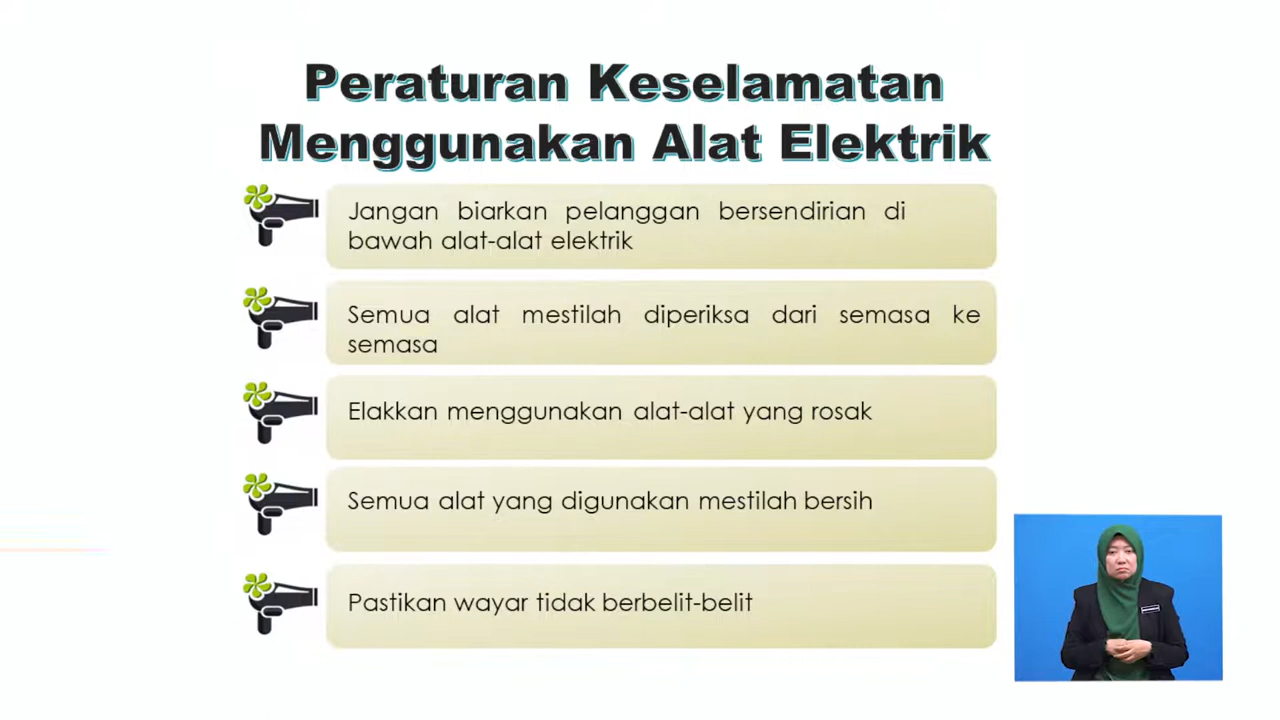 Peraturan Keselamatan
Menggunakan Alat Elektrik
Jangan biarkan pelanggan bersendirian di
bawah alat-alat elektrik
Semua alat mestilah diperiksa dari semasa ke
semasa
Elakkan menggunakan alat-alat yang rosak
Semua alat yang digunakan mestilah bersih
Pastikan wayar tidak berbelit-belit